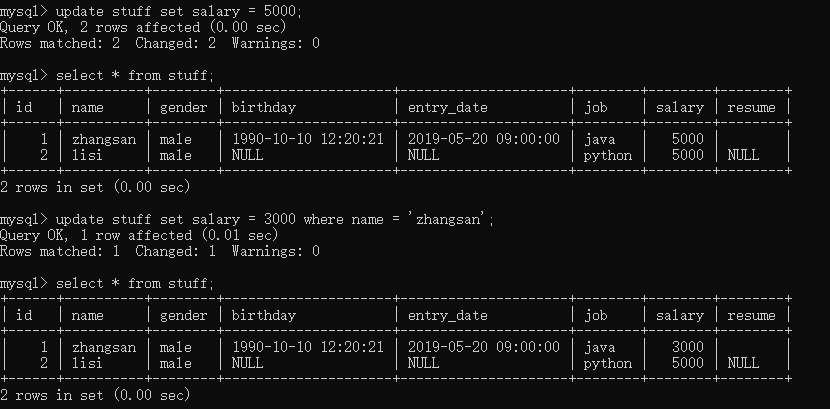 mysql> update stuff set salary = 5000;
Query OK, 2 rows affected (0.00 sec)
Rows matched: 2  Changed: 2  Warnings: 0
mysql> select * from stuff;
+------+----------+--------+---------------------+---------------------+--------+--------+--------+
| id   | name     | gender | birthday            | entry_date          | job    | salary | resume |
+------+----------+--------+---------------------+---------------------+--------+--------+--------+
|    1 | zhangsan | male   | 1990-10-10 12:20:21 | 2019-05-20 09:00:00 | java   |   5000 |        |
|    2 | lisi     | male   | NULL                | NULL                | python |   5000 | NULL   |
+------+----------+--------+---------------------+---------------------+--------+--------+--------+
2 rows in set (0.00 sec)
mysql> update stuff set salary = 3000 where name = 'zhangsan';
Query OK, 1 row affected (0.01 sec)
Rows matched: 1  Changed: 1  Warnings: 0
mysql> select * from stuff;
+------+----------+--------+---------------------+---------------------+--------+--------+--------+
| id   | name     | gender | birthday            | entry_date          | job    | salary | resume |
+------+----------+--------+---------------------+---------------------+--------+--------+--------+
|    1 | zhangsan | male   | 1990-10-10 12:20:21 | 2019-05-20 09:00:00 | java   |   3000 |        |
|    2 | lisi     | male   | NULL                | NULL                | python |   5000 | NULL   |
+------+----------+--------+---------------------+---------------------+--------+--------+--------+
2 rows in set (0.00 sec)